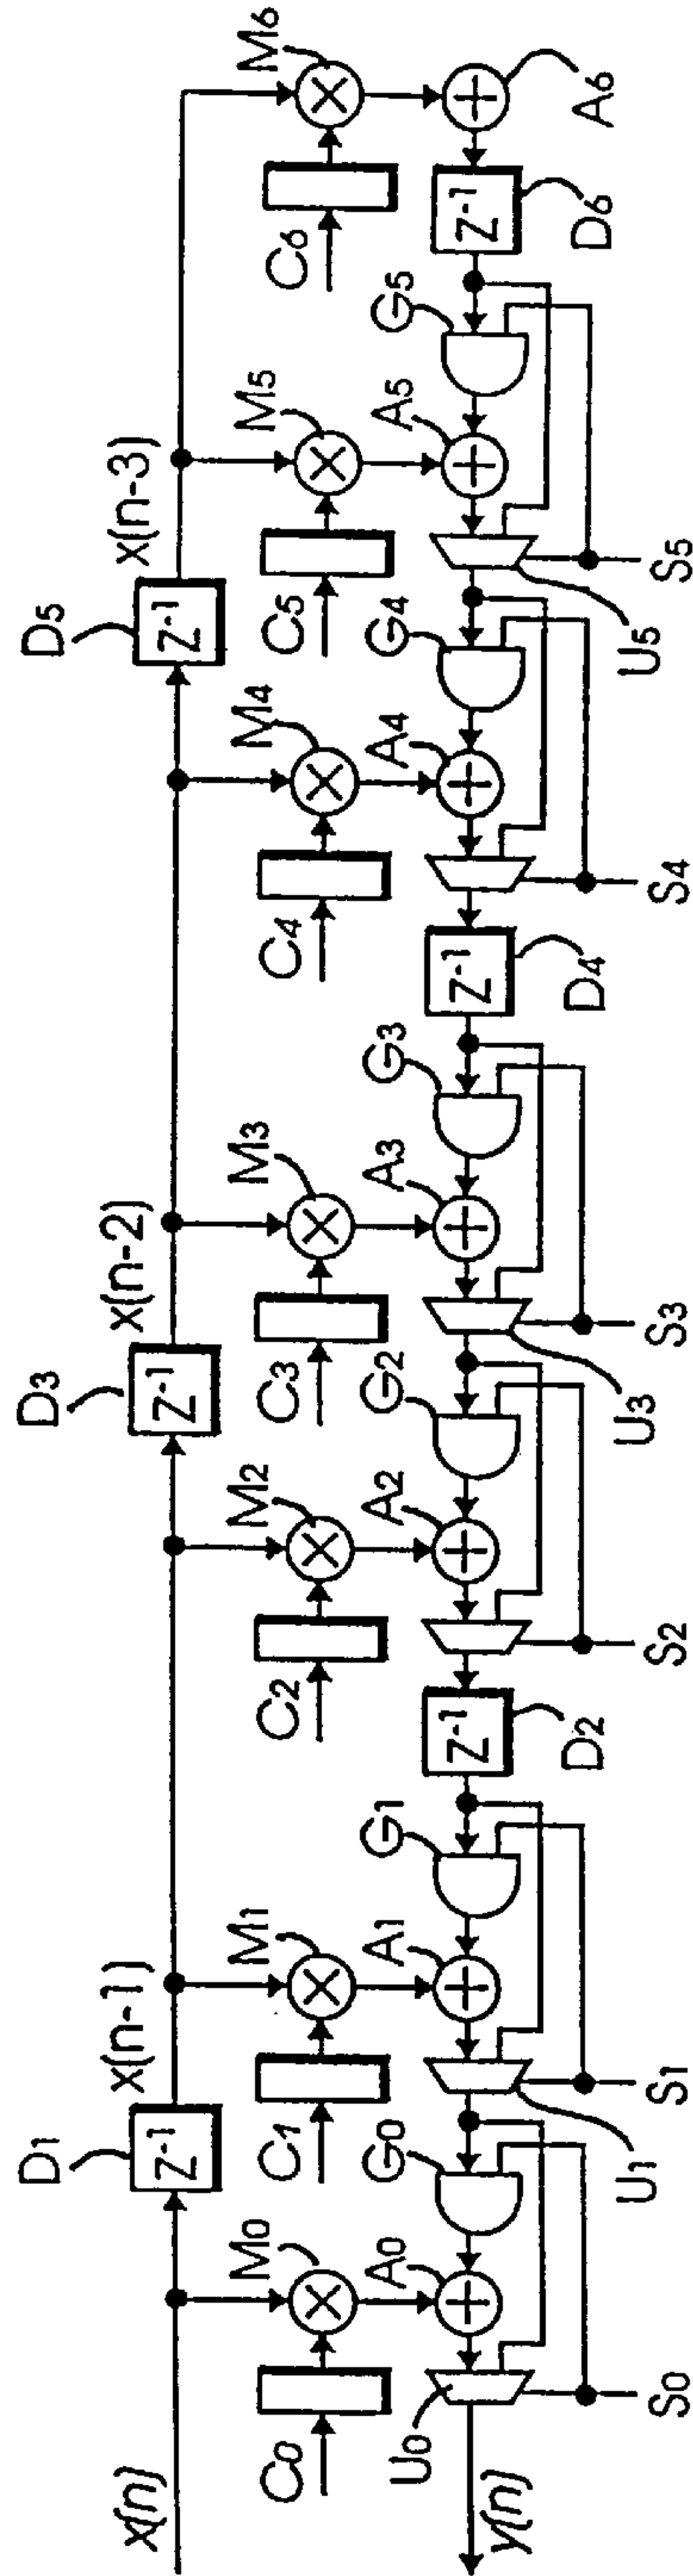 D1
D3
D5
x(n)
Z-1
x(n-1)
Z-1
x(n-2)
Z-1
x(n-3)
M0
M1
M2
M3
M4
M5
M6
C0
C1
C2
C3
C4
C5
C6
A0
G0
A1
G1
A2
G2
A3
G3
A4
G4
A5
G5
U0
y(n)
Z-1
Z-1
Z-1
A6
D2
D4
D6
S0
U1
S1
S2
U3
S3
S4
U5
S5